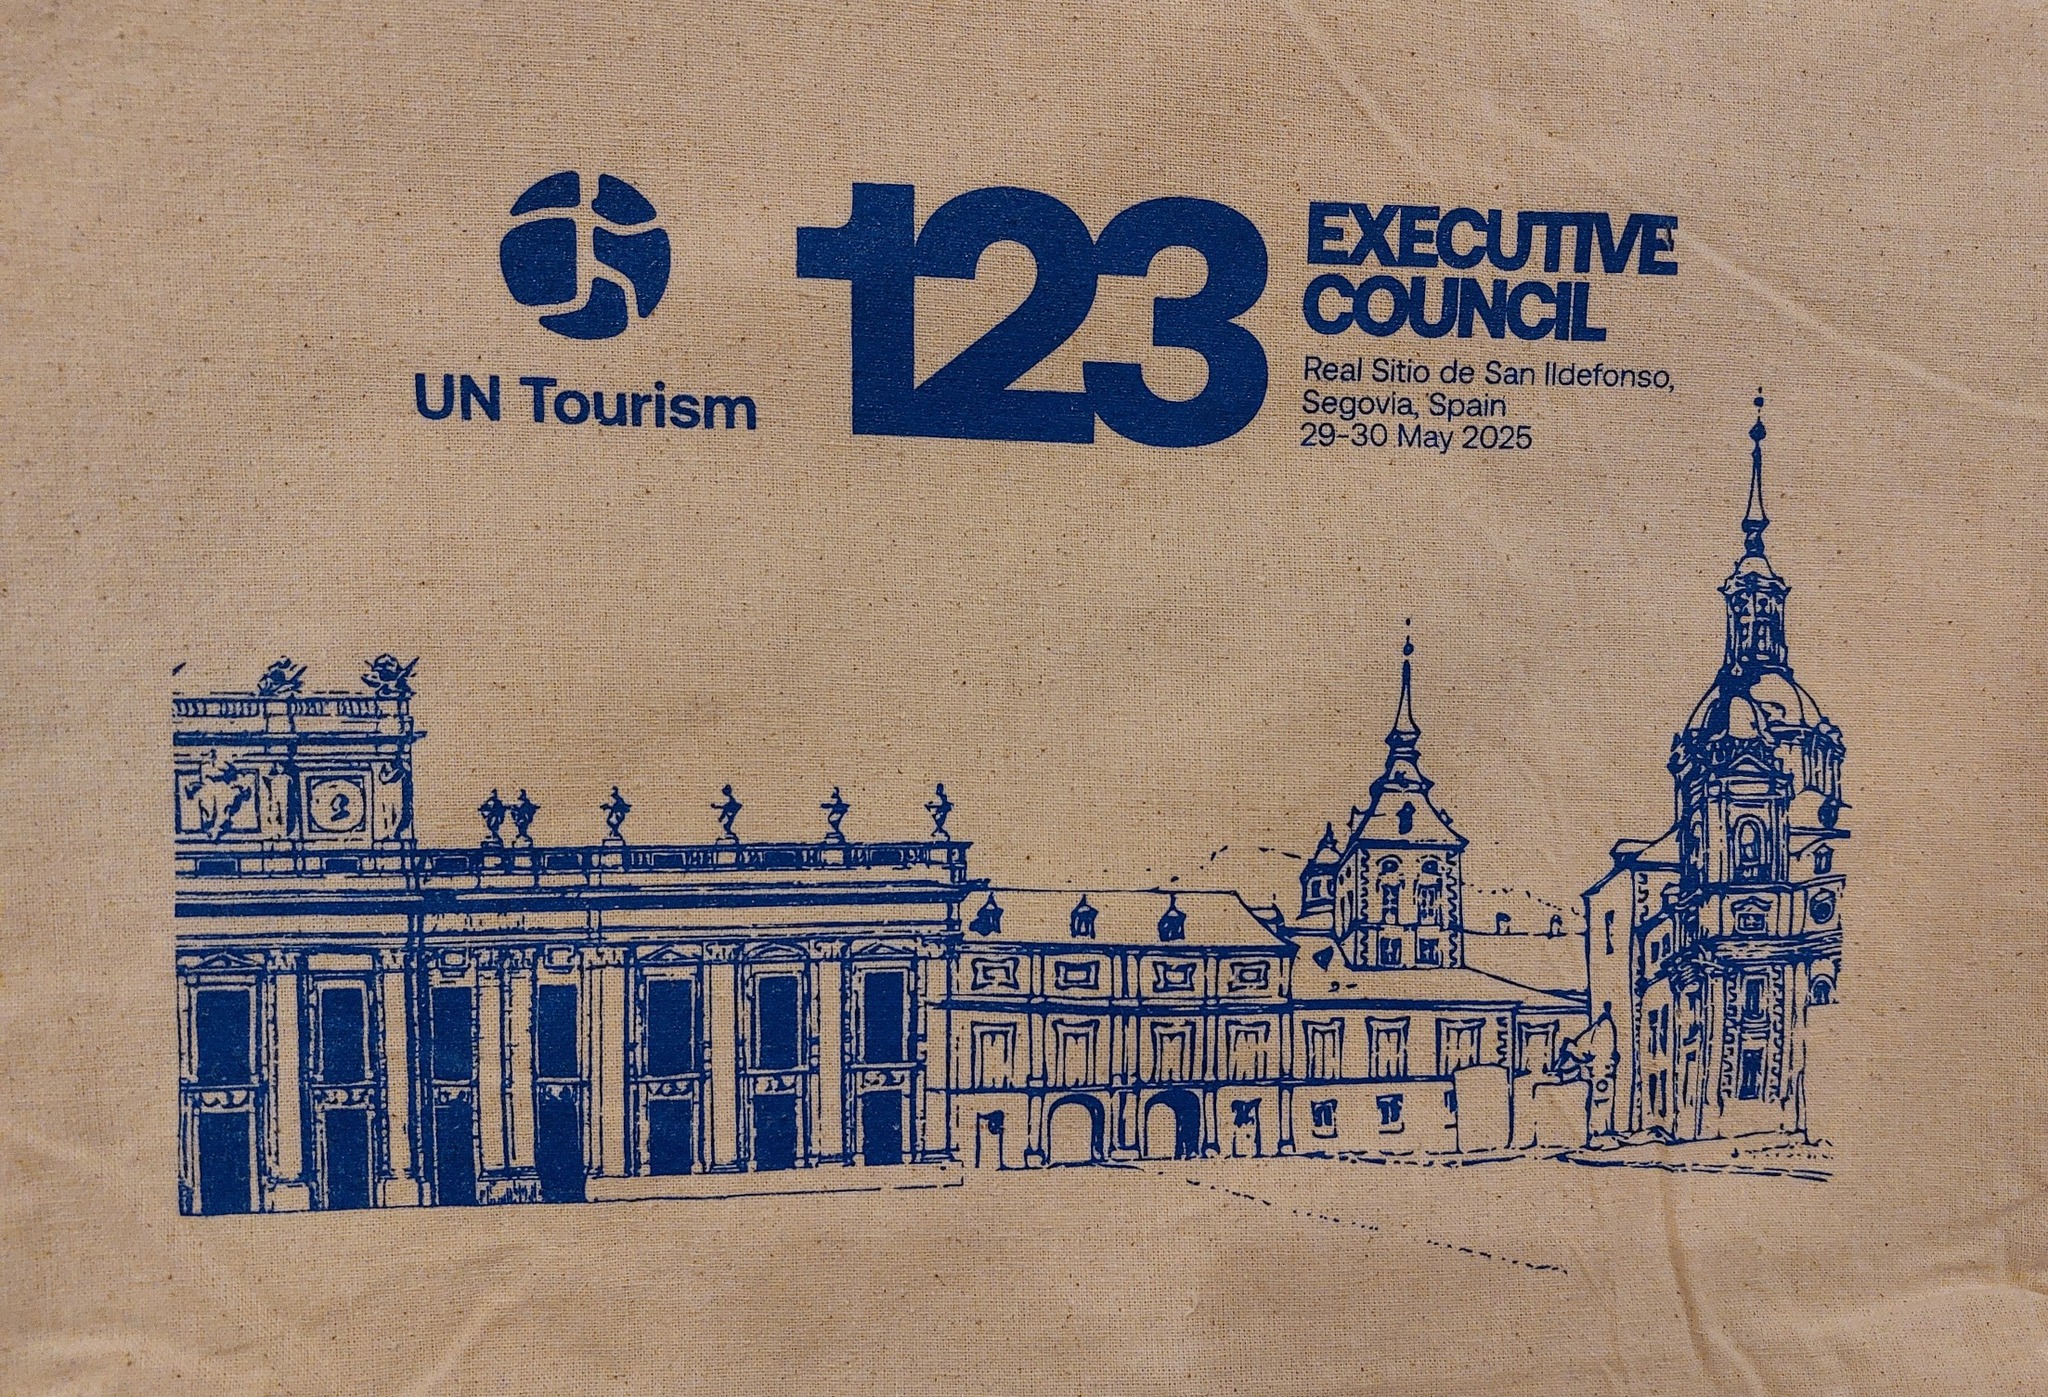 UN Tourism
123
EXECUTIVE
COUNCIL
Real Sitio de San Ildefonso,
Segovia, Spain
29-30 May 2025